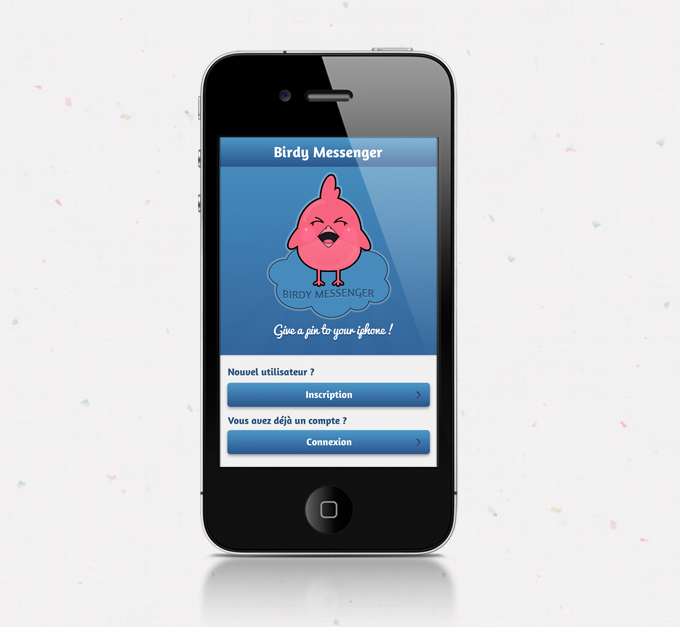 Birdy Messenger
BIRDY MESSENGER
Give a pin to your iphone !
Nouvel utilisateur ?
Inscription
Vous avez déjà un compte ?
Connexion